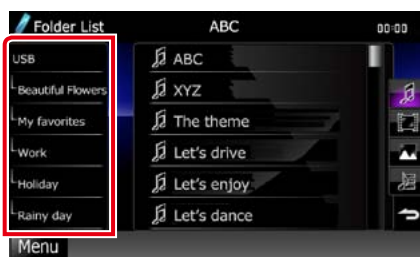 Folder List
ABC
00:00
USB
Beautiful Flowers
My favorites
Work
Holiday
Rainy day
ABC
XYZ
The theme
Let's drive
Let's enjoy
Let's dance
Menu